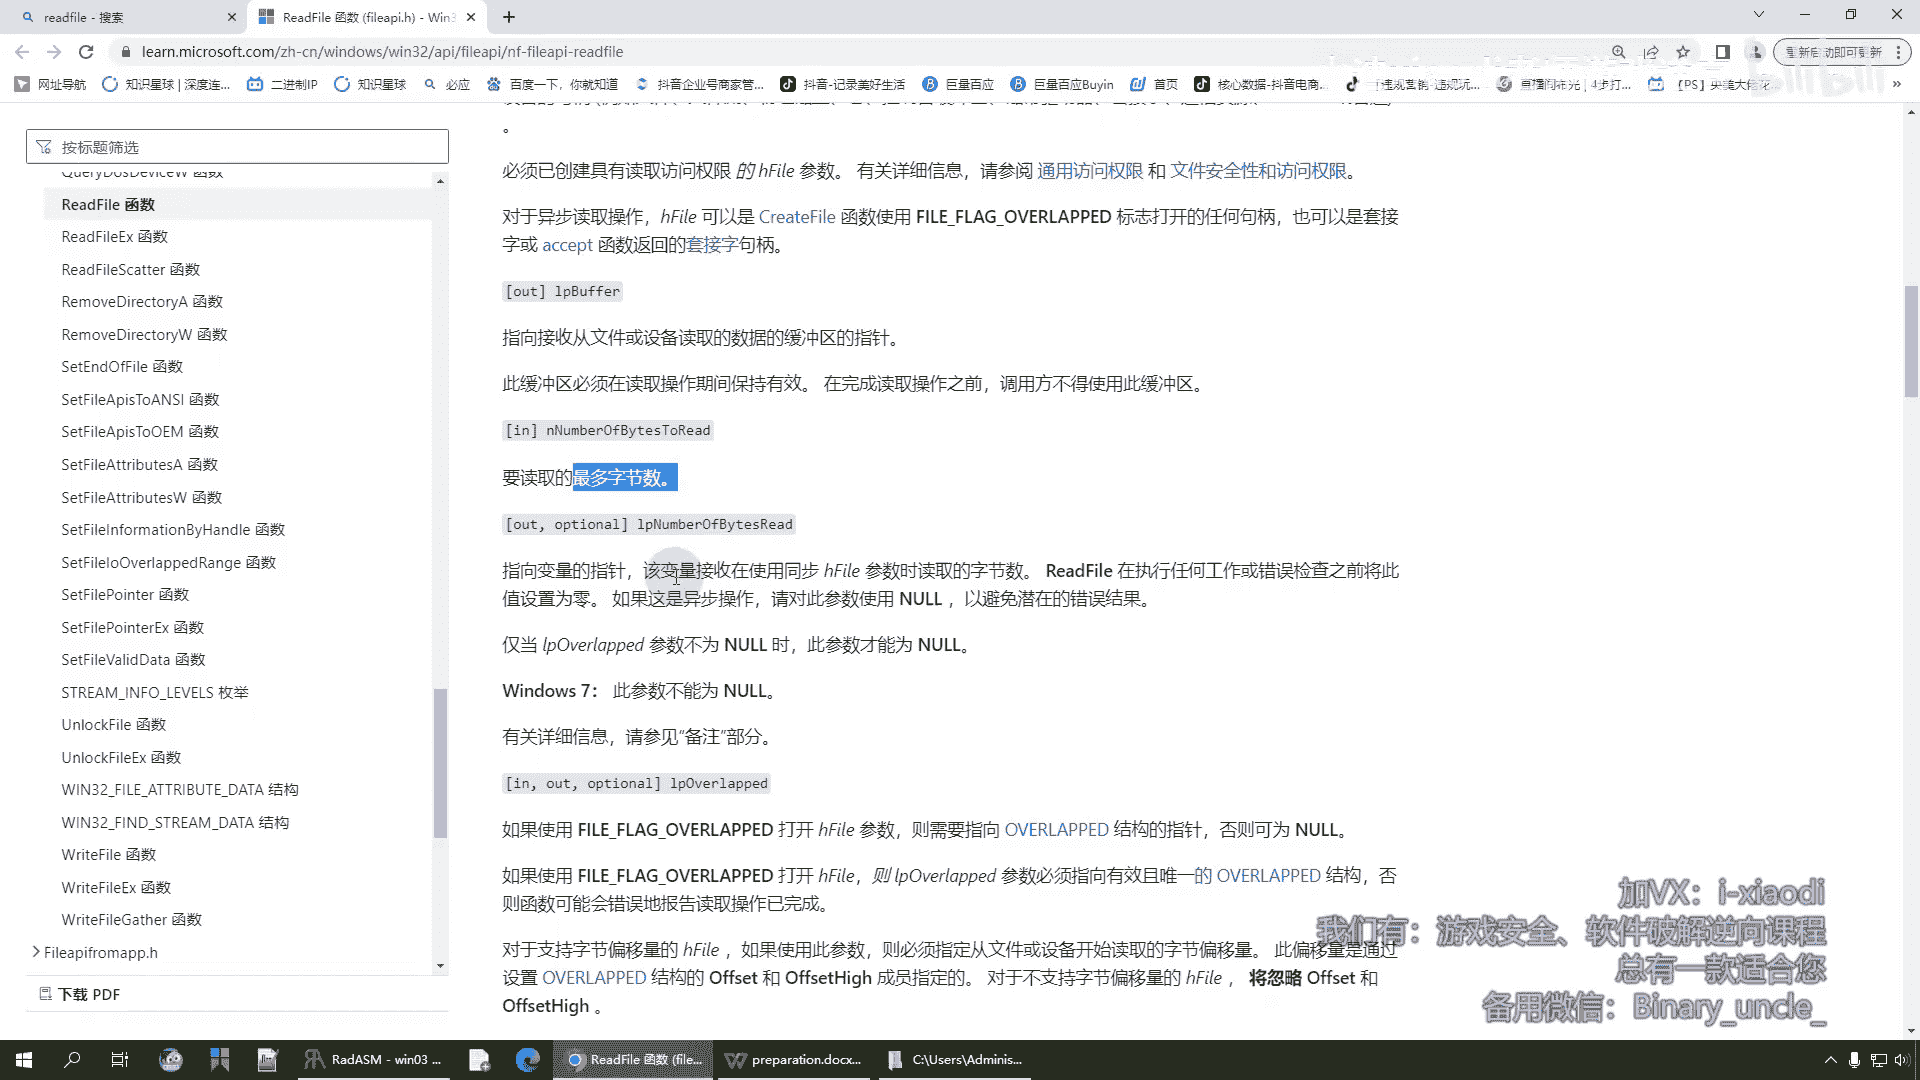 readfile - 搜索
ReadFile 函数 (fileapi.h) - Win3
learn.microsoft.com/zh-cn/windows/win32/api/fileapi/nf-fileapi-readfile
重新启动即可更新
网址导航
知识星球 | 深度连...
二进制IP
知识星球
必应
百度一下，你就知道
抖音企业号商家管...
抖音-记录美好生活
巨量百应
巨量百应Buyin
首页
核心数据-抖音电商...
按标题筛选
QueryDosDeviceW 函数
ReadFile 函数
ReadFileEx 函数
ReadFileScatter 函数
RemoveDirectoryA 函数
RemoveDirectoryW 函数
SetEndOfFile 函数
SetFileApisToANSI 函数
SetFileApisToOEM 函数
SetFileAttributesA 函数
SetFileAttributesW 函数
SetFileInformationByHandle 函数
SetFileIoOverlappedRange 函数
SetFilePointer 函数
SetFilePointerEx 函数
SetFileValidData 函数
STREAM_INFO_LEVELS 枚举
UnlockFile 函数
UnlockFileEx 函数
WIN32_FILE_ATTRIBUTE_DATA 结构
WIN32_FIND_STREAM_DATA 结构
WriteFile 函数
WriteFileEx 函数
WriteFileGather 函数
Fileapifromapp.h
下载 PDF
。
必须已创建具有读取访问权限 的 hFile 参数。 有关详细信息，请参阅 通用访问权限 和 文件安全性和访问权限。
对于异步读取操作，hFile 可以是 CreateFile 函数使用 FILE_FLAG_OVERLAPPED 标志打开的任何句柄，也可以是套接
字或 accept 函数返回的套接字句柄。
[out] lpBuffer
指向接收从文件或设备读取的数据的缓冲区的指针。
此缓冲区必须在读取操作期间保持有效。 在完成读取操作之前，调用方不得使用此缓冲区。
[in] nNumberOfBytesToRead
要读取的最多字节数。
[out, optional] lpNumberOfBytesRead
指向变量的指针，该变量接收在使用同步 hFile 参数时读取的字节数。 ReadFile 在执行任何工作或错误检查之前将此
值设置为零。 如果这是异步操作，请对此参数使用 NULL ，以避免潜在的错误结果。
仅当 lpOverlapped 参数不为 NULL 时，此参数才能为 NULL。
Windows 7： 此参数不能为 NULL。
有关详细信息，请参见“备注”部分。
[in, out, optional] lpOverlapped
如果使用 FILE_FLAG_OVERLAPPED 打开 hFile 参数，则需要指向 OVERLAPPED 结构的指针，否则可为 NULL。
如果使用 FILE_FLAG_OVERLAPPED 打开 hFile，则 lpOverlapped 参数必须指向有效且唯一的 OVERLAPPED 结构，否
则函数可能会错误地报告读取操作已完成。
对于支持字节偏移量的 hFile ，如果使用此参数，则必须指定从文件或设备开始读取的字节偏移量。 此偏移量是通过
设置 OVERLAPPED 结构的 Offset 和 OffsetHigh 成员指定的。 对于不支持字节偏移量的 hFile ， 将忽略 Offset 和
OffsetHigh 。
加VX：i-xiaodi
我们有：游戏安全、软件破解逆向课程
总有一款适合您
备用微信：Binary_uncle_
RadASM - win03 ...
ReadFile 函数 (file...
preparation.docx...
C:\Users\Adminis...